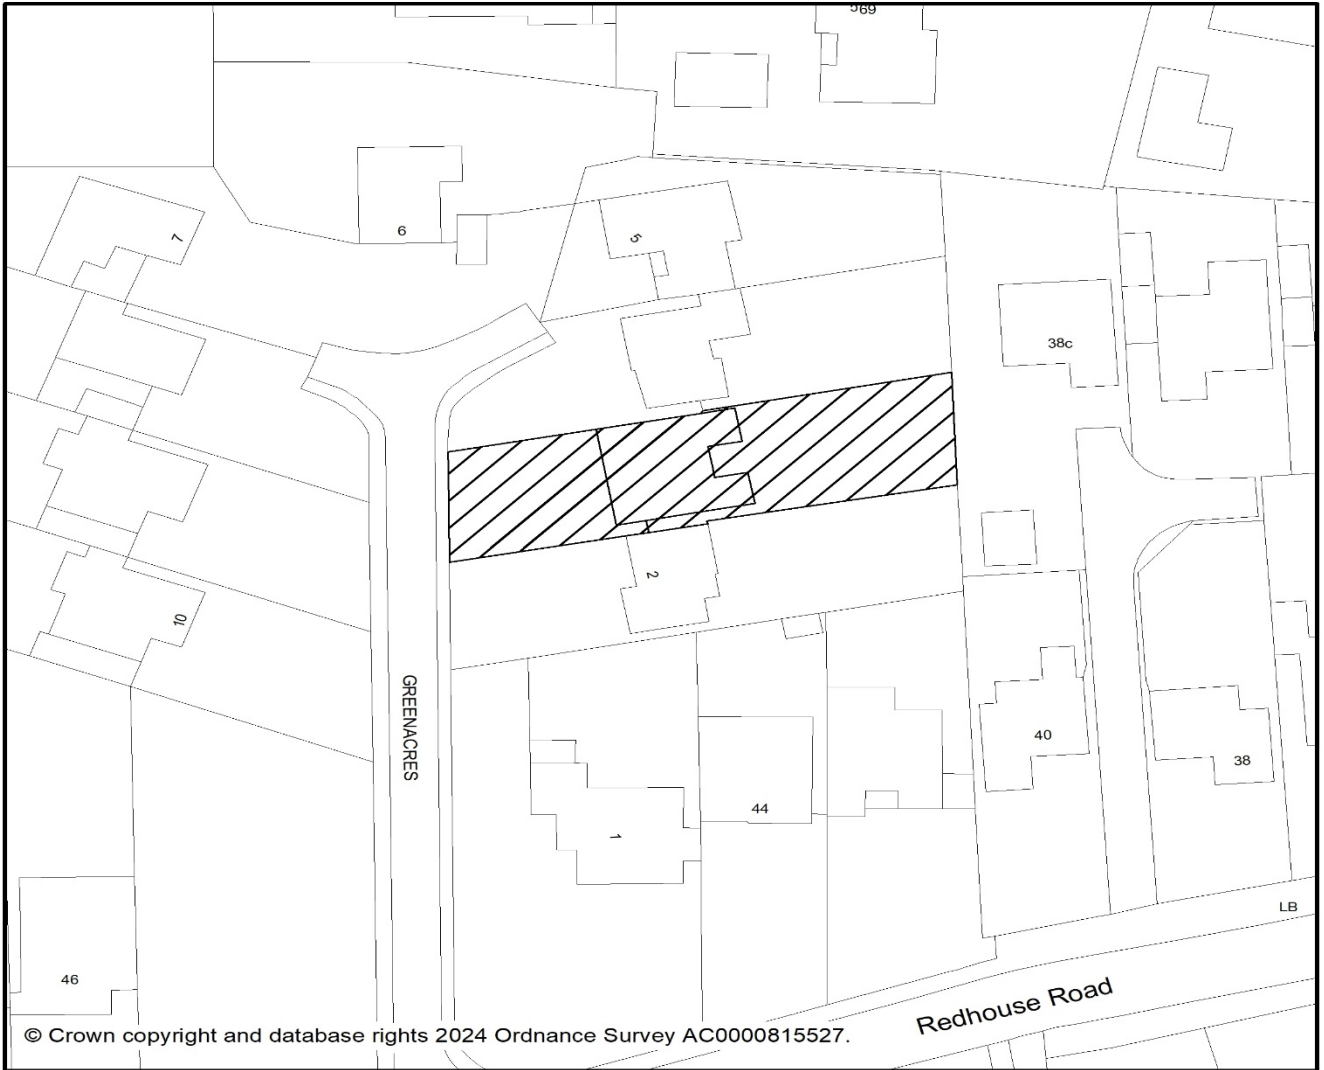 569
6
7
5
38c
2
10
GREENACRES
40
38
44
1
LB
46
Redhouse Road
© Crown copyright and database rights 2024 Ordnance Survey AC0000815527.